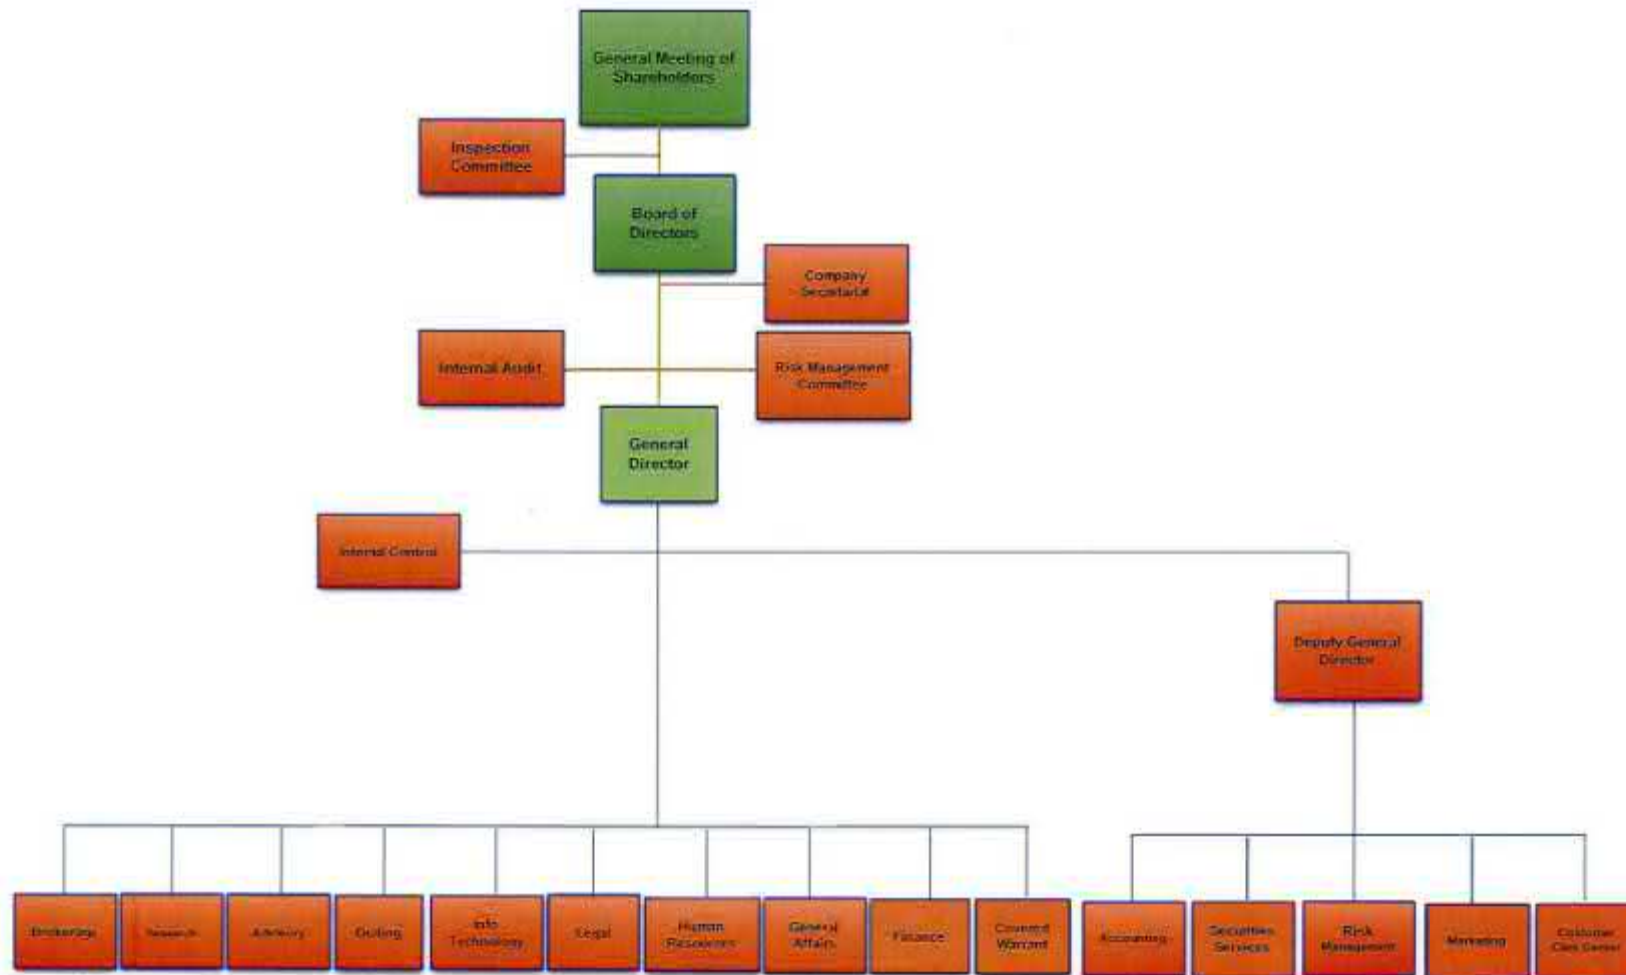 General Meeting of
Shareholders
Inspection
Committee
Board of
Directors
Company
Secretariat
Internal Audit
Risk Management
Committee
General
Director
Internal Control
Deputy General
Director
Brokerage
Research
Advisory
Info
Technology
Legal
Human
Resources
General
Affairs
Finance
Covered
Warrant
Accounting
Securities
Services
Risk
Management
Marketing
Customer
Care Center